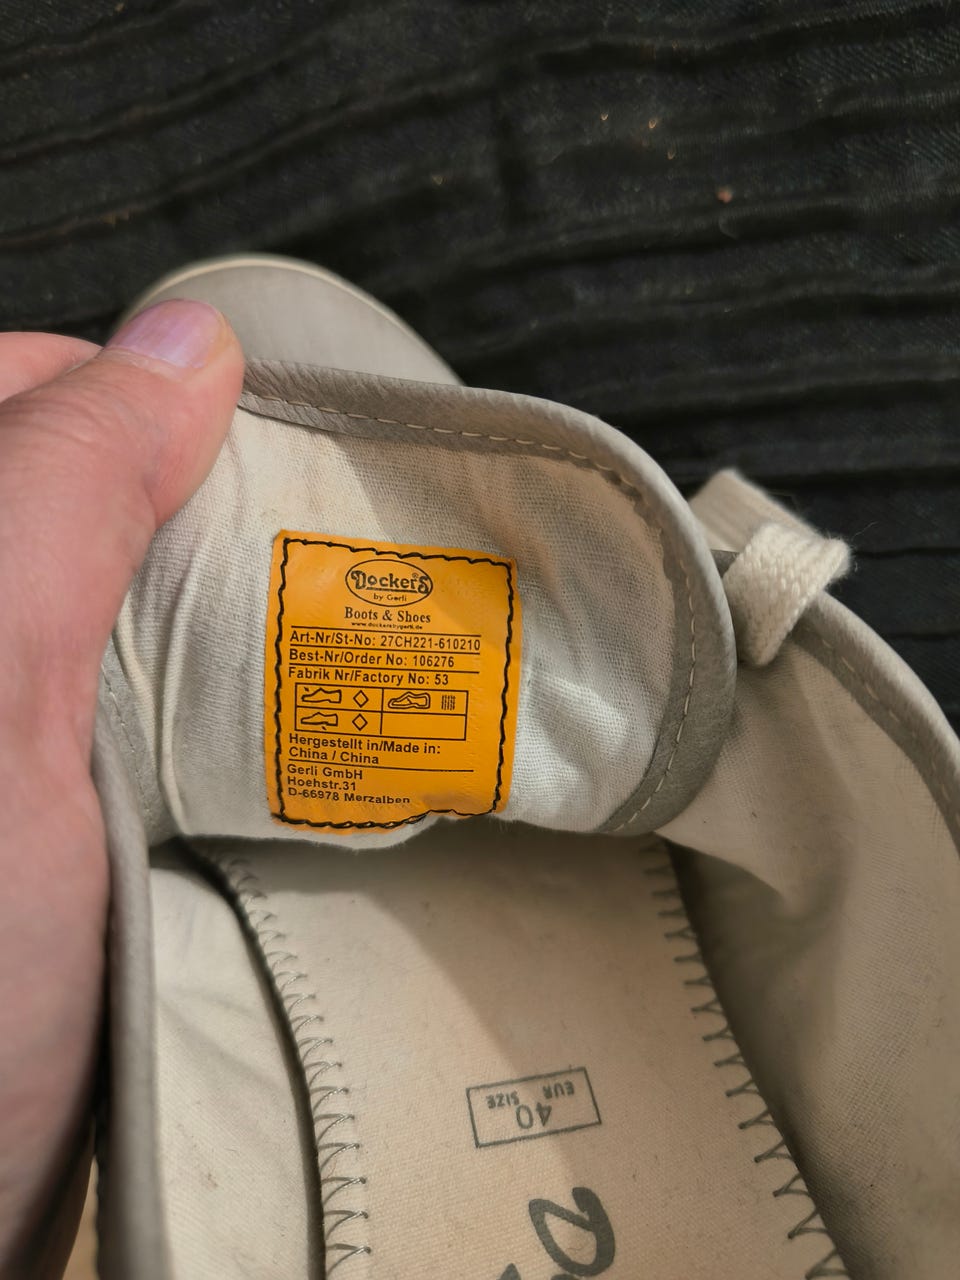 Dockers®
by Gerli
Boots & Shoes
www.dockersbygerli.de
Art-Nr/St-No: 27CH221-610210
Best-Nr/Order No: 106276
Fabrik Nr/Factory No: 53
Hergestellt in/Made in:
China / China
Gerli GmbH
Hoehstr.31
D-66978 Merzalben
EUR 40 SIZE